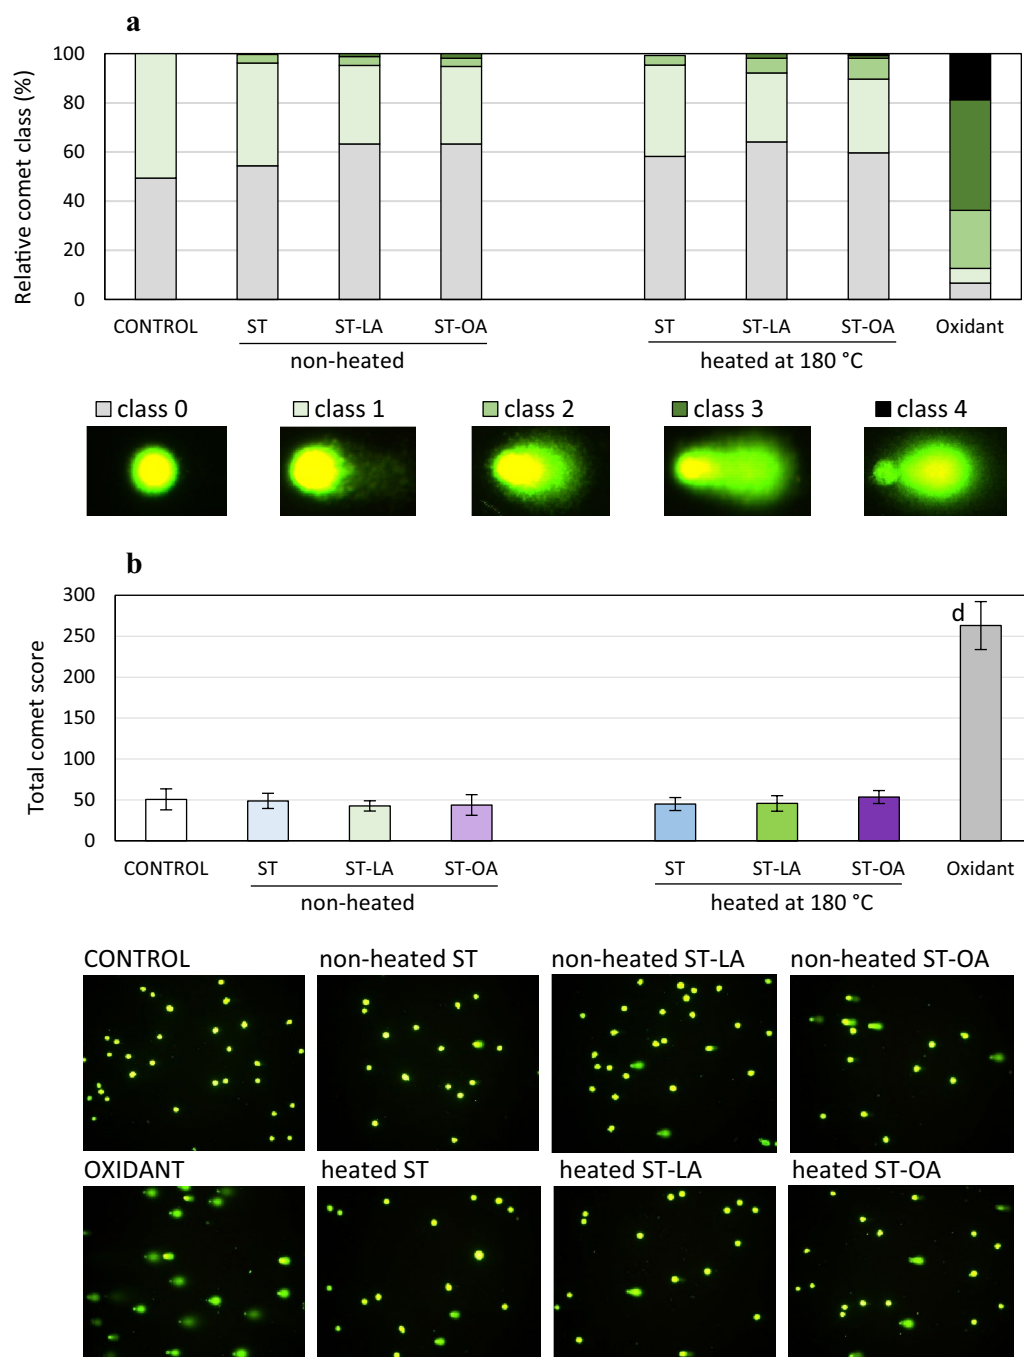 a
Relative comet class (%)
100
80
60
40
20
0
CONTROL ST ST-LA ST-OA ST ST-LA ST-OA Oxidant
non-heated heated at 180 °C
class 0 class 1 class 2 class 3 class 4
b
Total comet score
300
250
200
150
100
50
0
d
CONTROL ST ST-LA ST-OA ST ST-LA ST-OA Oxidant
non-heated heated at 180 °C
CONTROL non-heated ST non-heated ST-LA non-heated ST-OA
OXIDANT heated ST heated ST-LA heated ST-OA